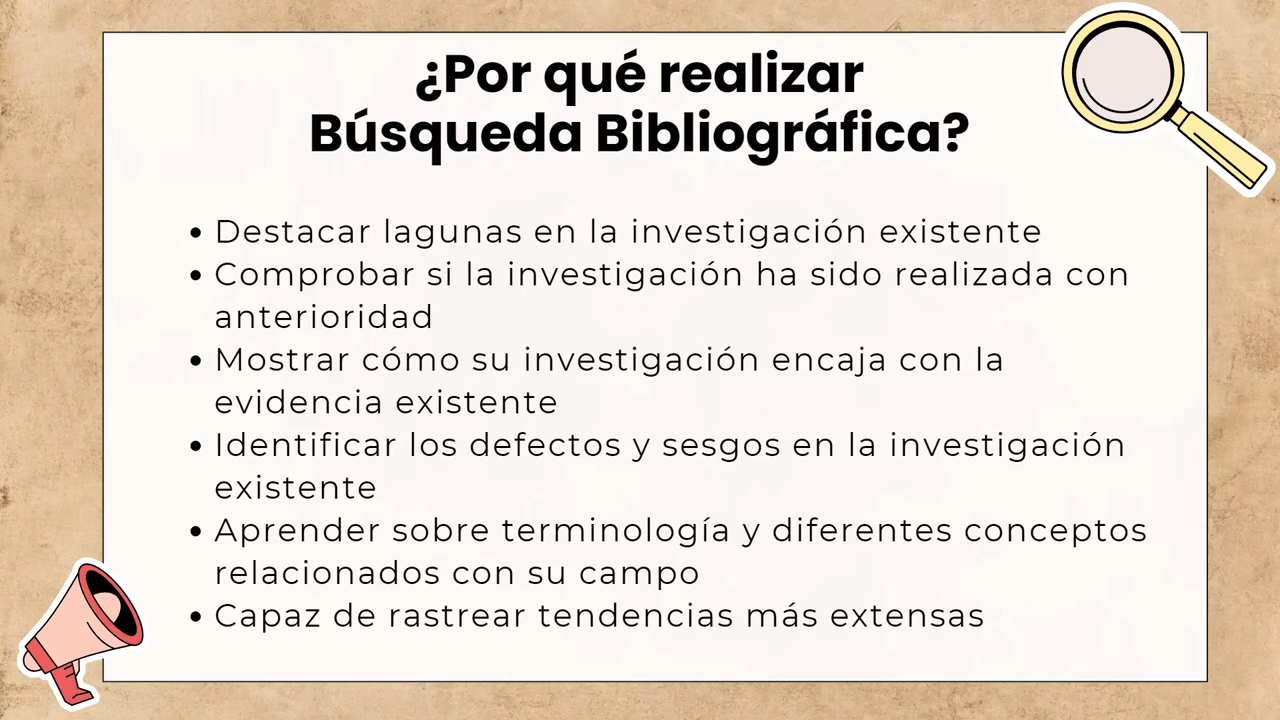 ¿Por qué realizar
Búsqueda Bibliográfica?
• Destacar lagunas en la investigación existente
• Comprobar si la investigación ha sido realizada con
anterioridad
• Mostrar cómo su investigación encaja con la
evidencia existente
• Identificar los defectos y sesgos en la investigación
existente
• Aprender sobre terminología y diferentes conceptos
relacionados con su campo
• Capaz de rastrear tendencias más extensas